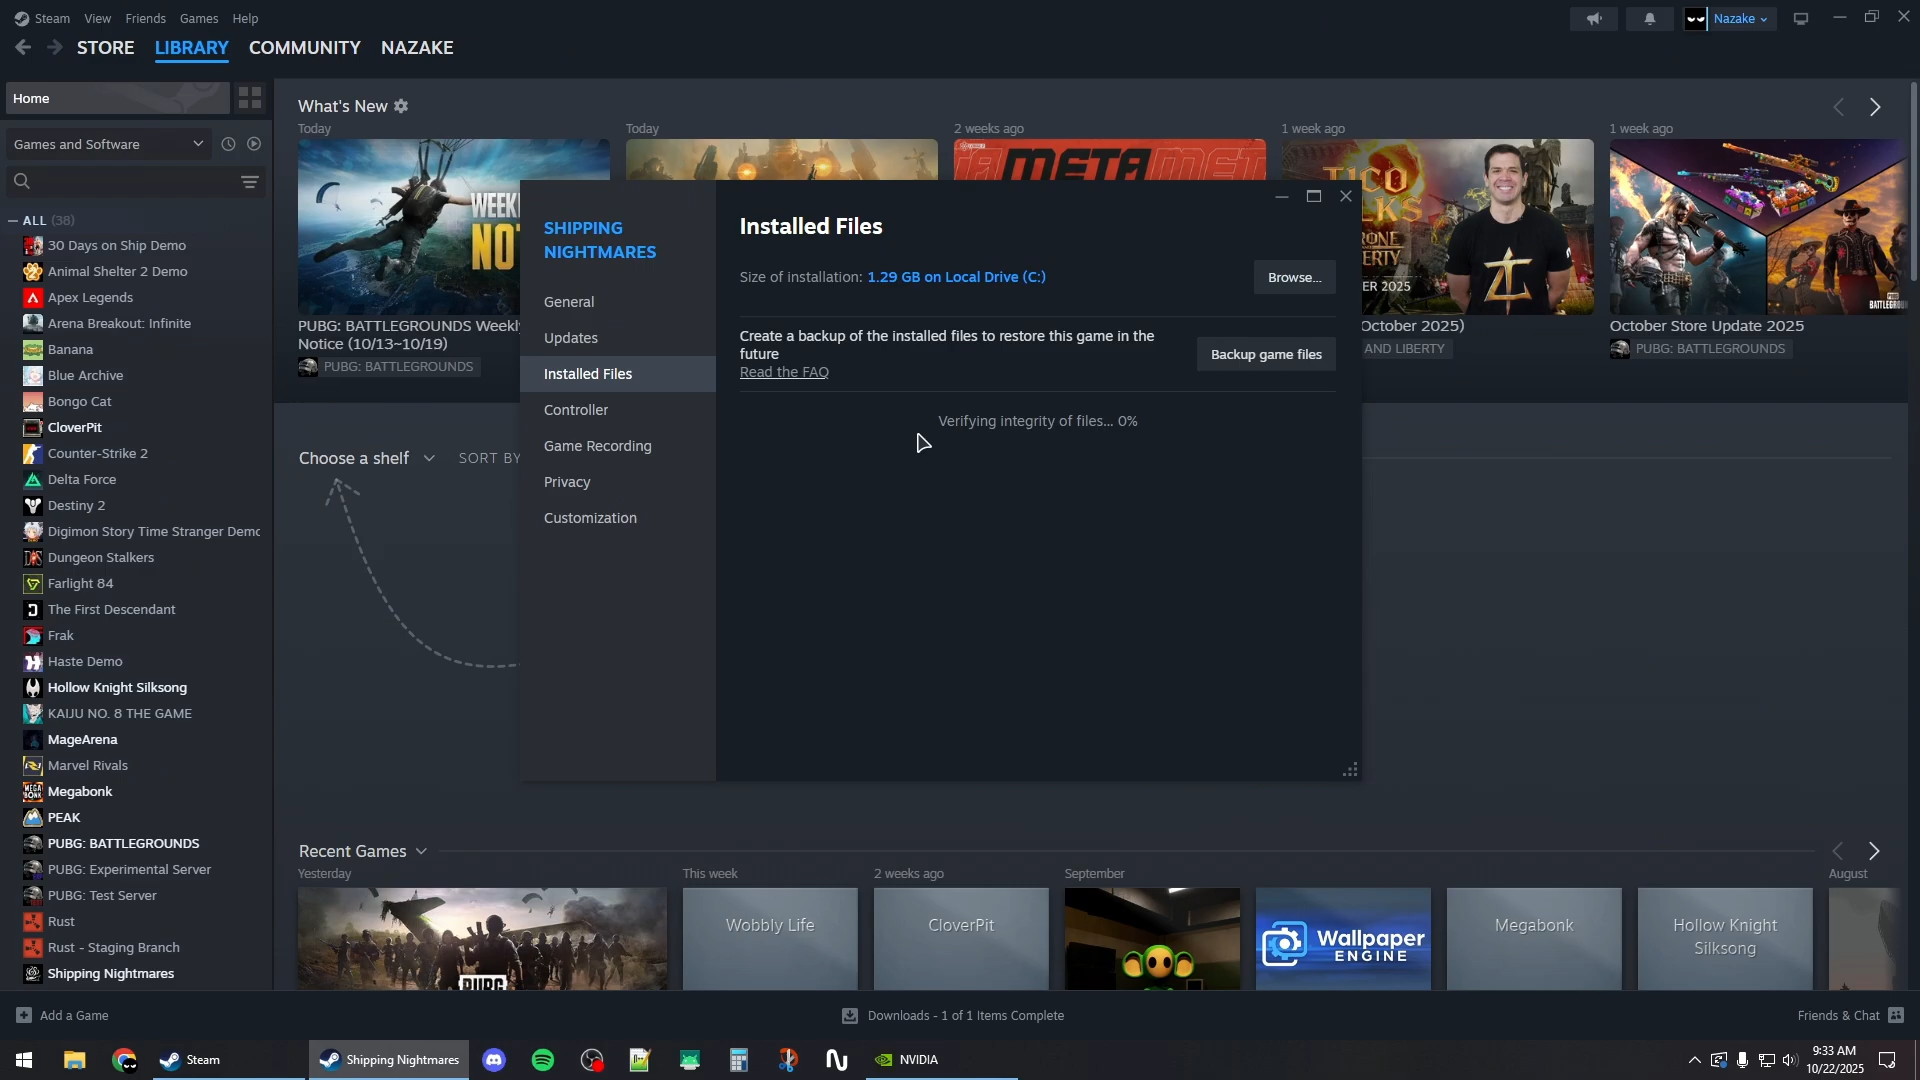 Steam View Friends Games Help
Nazake
STORE LIBRARY COMMUNITY NAZAKE
Home
Games and Software
ALL (38)
30 Days on Ship Demo
Animal Shelter 2 Demo
Apex Legends
Arena Breakout: Infinite
Banana
Blue Archive
Bongo Cat
CloverPit
Counter-Strike 2
Delta Force
Destiny 2
Digimon Story Time Stranger Demo
Dungeon Stalkers
Farlight 84
The First Descendant
Frak
Haste Demo
Hollow Knight Silksong
KAIJU NO. 8 THE GAME
MageArena
Marvel Rivals
Megabonk
PEAK
PUBG: BATTLEGROUNDS
PUBG: Experimental Server
PUBG: Test Server
Rust
Rust - Staging Branch
Shipping Nightmares
What's New
Today
Today
2 weeks ago
1 week ago
1 week ago
PUBG: BATTLEGROUNDS Weekly
Notice (10/13~10/19)
PUBG: BATTLEGROUNDS
META
ER 2025
October 2025)
AND LIBERTY
October Store Update 2025
PUBG: BATTLEGROUNDS
SHIPPING
NIGHTMARES
General
Updates
Installed Files
Controller
Game Recording
Privacy
Customization
Installed Files
Size of installation: 1.29 GB on Local Drive (C:)
Browse...
Create a backup of the installed files to restore this game in the
future
Read the FAQ
Backup game files
Verifying integrity of files... 0%
Choose a shelf SORT BY
Recent Games
Yesterday
This week
2 weeks ago
September
August
PUBG
Wobbly Life
CloverPit
Wallpaper
ENGINE
Megabonk
Hollow Knight
Silksong
Add a Game
Downloads - 1 of 1 Items Complete
Friends & Chat
Steam
Shipping Nightmares
NVIDIA
9:33 AM
10/22/2025